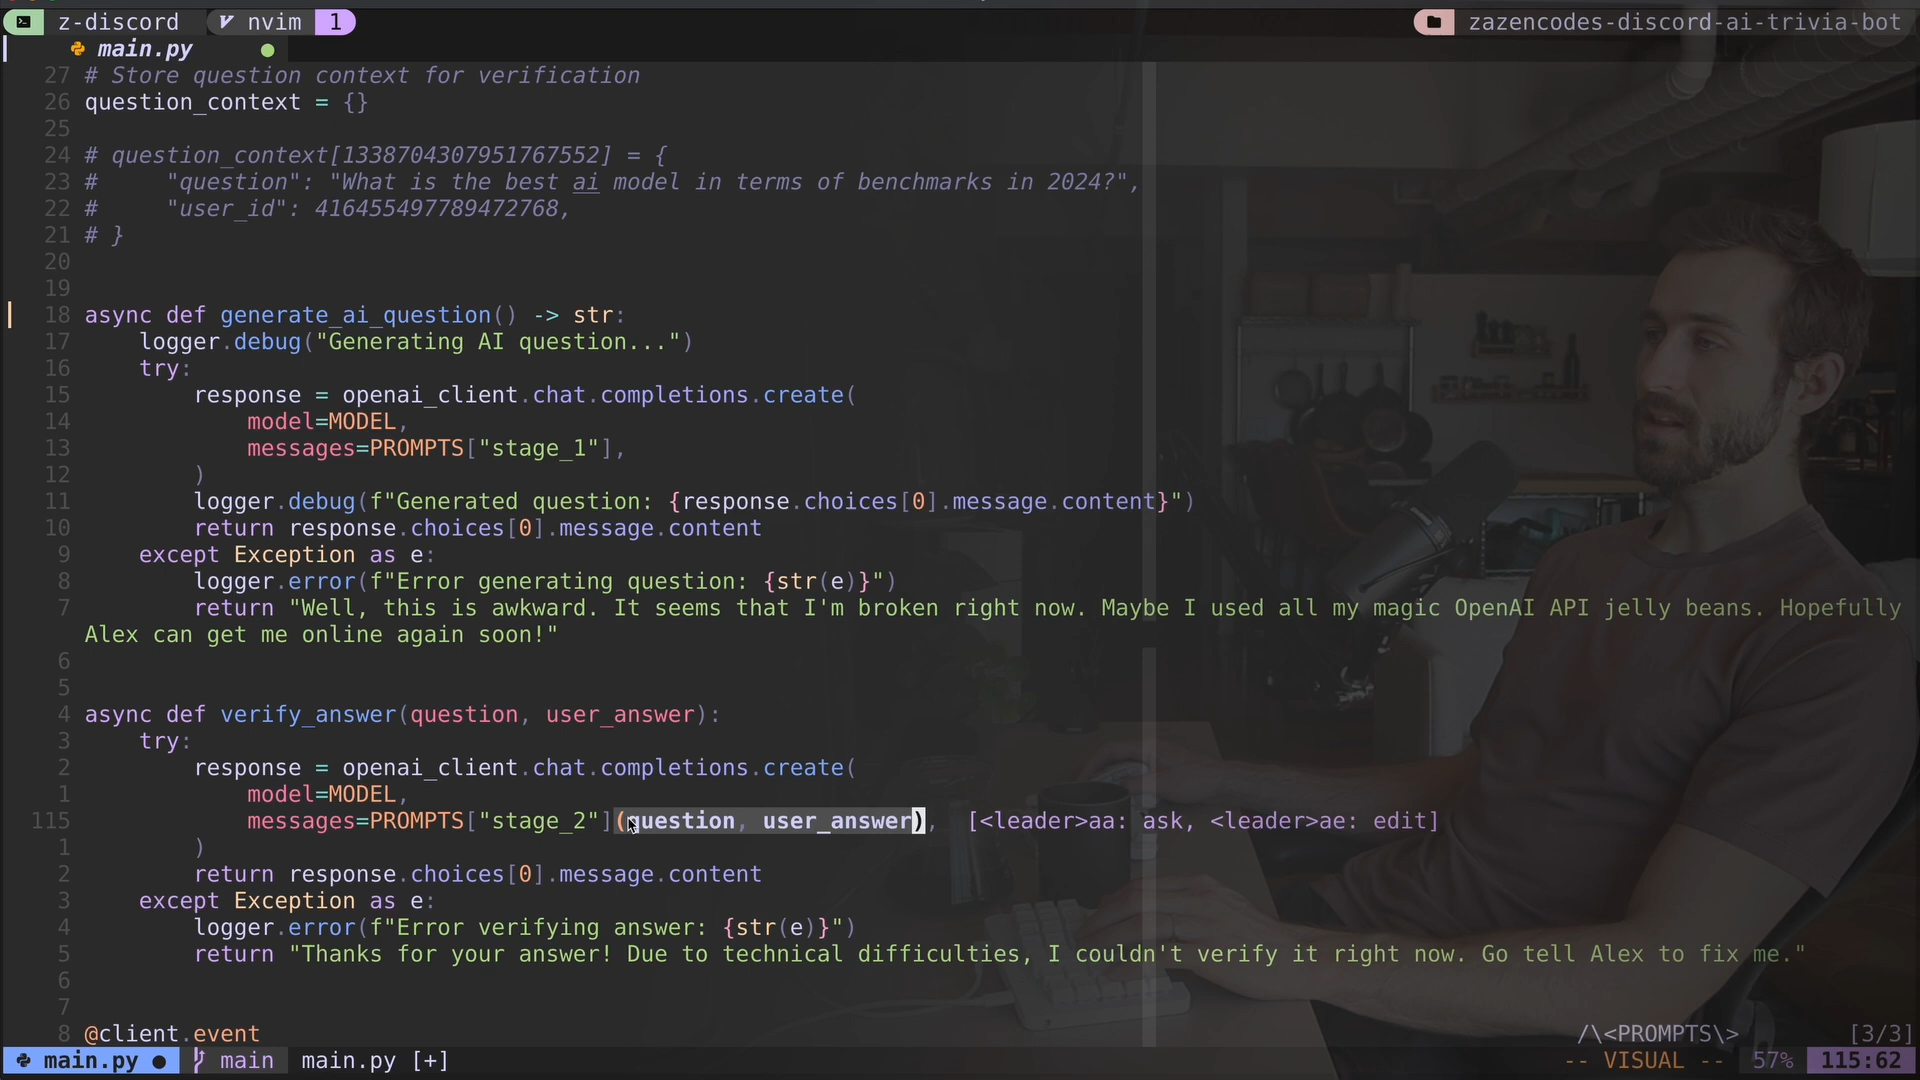 z-discord nvim 1 zazencodes-discord-ai-trivia-bot
main.py
27 # Store question context for verification
26 question_context = {}
25
24 # question_context[1338704307951767552] = {
23 #     "question": "What is the best ai model in terms of benchmarks in 2024?",
22 #     "user_id": 416455497789472768,
21 # }
20
19
18 async def generate_ai_question() -> str:
17     logger.debug("Generating AI question...")
16     try:
15         response = openai_client.chat.completions.create(
14             model=MODEL,
13             messages=PROMPTS["stage_1"],
12         )
11         logger.debug(f"Generated question: {response.choices[0].message.content}")
10         return response.choices[0].message.content
9     except Exception as e:
8         logger.error(f"Error generating question: {str(e)}")
7         return "Well, this is awkward. It seems that I'm broken right now. Maybe I used all my magic OpenAI API jelly beans. Hopefully
Alex can get me online again soon!"
6
5
4 async def verify_answer(question, user_answer):
3     try:
2         response = openai_client.chat.completions.create(
1             model=MODEL,
115             messages=PROMPTS["stage_2"](question, user_answer),   [<leader>aa: ask, <leader>ae: edit]
1         )
2         return response.choices[0].message.content
3     except Exception as e:
4         logger.error(f"Error verifying answer: {str(e)}")
5         return "Thanks for your answer! Due to technical difficulties, I couldn't verify it right now. Go tell Alex to fix me."
6
7
8 @client.event /\<PROMPTS\> [3/3]
main.py main main.py [+] -- VISUAL -- 57% 115:62